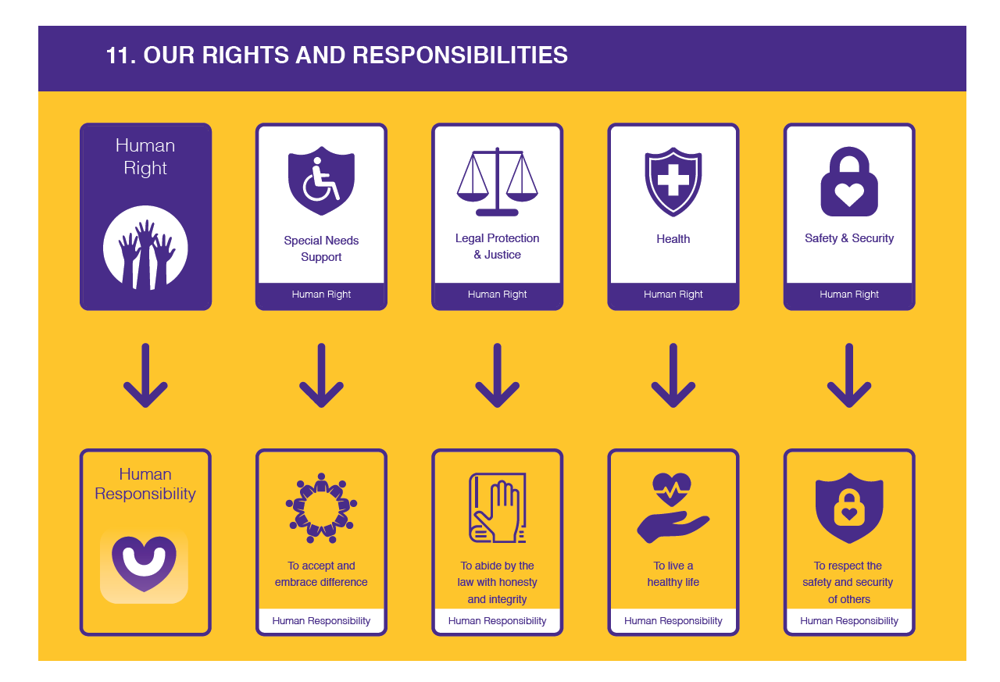 11. OUR RIGHTS AND RESPONSIBILITIES
Human
Right
Special Needs
Support
Human Right
Legal Protection
& Justice
Human Right
Health
Human Right
Safety & Security
Human Right
Human
Responsibility
To accept and
embrace difference
Human Responsibility
To abide by the
law with honesty
and integrity
Human Responsibility
To live a
healthy life
Human Responsibility
To respect the
safety and security
of others
Human Responsibility